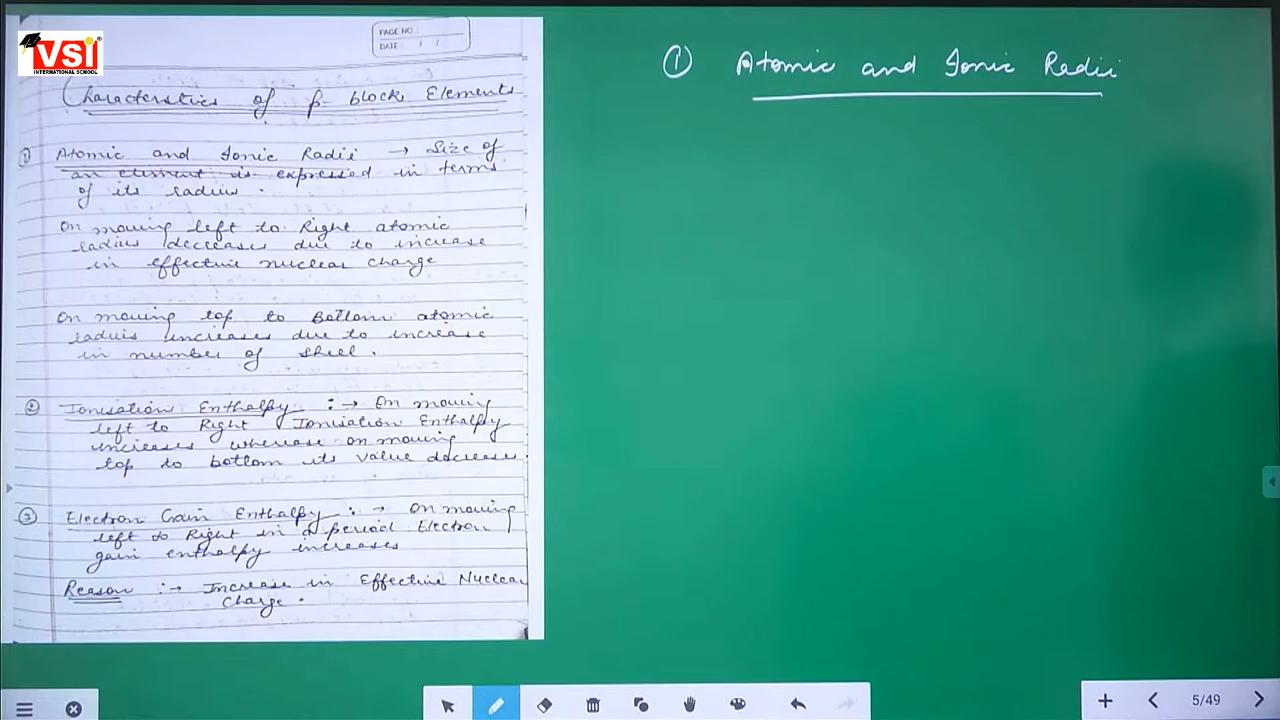 VSI
INTERNATIONAL SCHOOL
PAGE NO.
DATE: / /
Characterstics of p-block Elements
① Atomic and Ionic Radii → Size of
an element is expressed in terms
of its radius.
On moving left to Right atomic
radius decreases due to increase
in effective nuclear charge
On moving top to Bottom atomic
raduis increases due to increase
in number of shell.
② Ionisation Enthalpy :→ On moving
left to Right Ionisation Enthalpy
increases wherease on moving
top to bottom its value decreases
③ Electron Gain Enthalpy :→ On moving
left to Right in a period Electron
gain enthalpy increases
Reason :→ Increase in Effective Nuclear
charge.
① Atomic and Ionic Radii
5/49